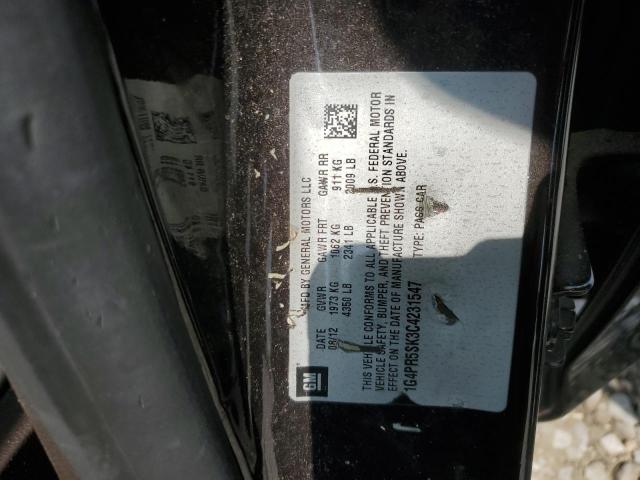 GM
MFD BY GENERAL MOTORS LLC
DATE GVWR GAWR FRT GAWR RR
08/12 1973 KG 1062 KG 911 KG
4350 LB 2341 LB 2009 LB
THIS VEHICLE CONFORMS TO ALL APPLICABLE U.S. FEDERAL MOTOR
VEHICLE SAFETY, BUMPER, AND THEFT PREVENTION STANDARDS IN
EFFECT ON THE DATE OF MANUFACTURE SHOWN ABOVE.
1G4PR5SK3C4231547 TYPE: PASS CAR